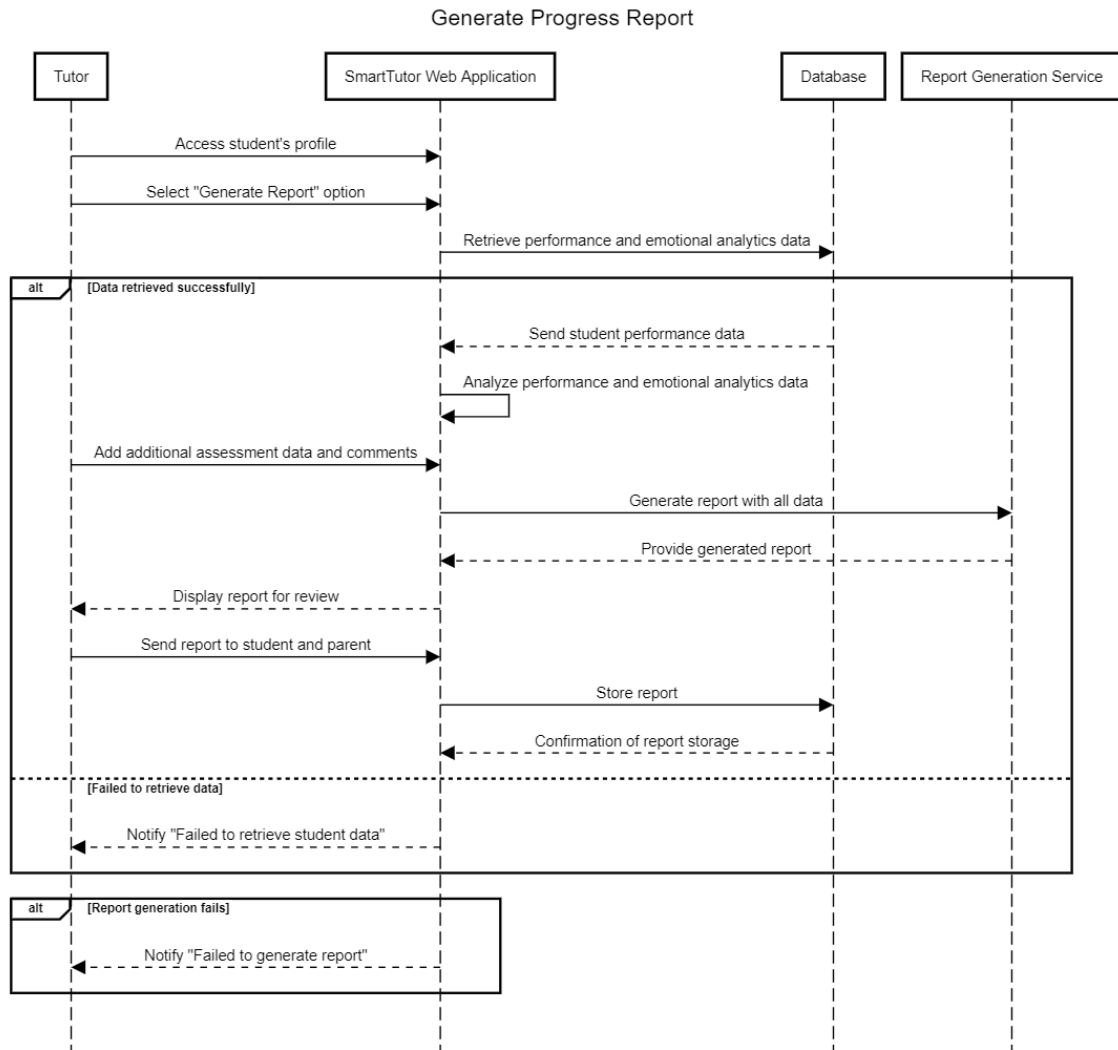 Generate Progress Report
Tutor
SmartTutor Web Application
Database
Report Generation Service
Access student's profile
Select "Generate Report" option
Retrieve performance and emotional analytics data
alt
[Data retrieved successfully]
Send student performance data
Analyze performance and emotional analytics data
Add additional assessment data and comments
Generate report with all data
Provide generated report
Display report for review
Send report to student and parent
Store report
Confirmation of report storage
[Failed to retrieve data]
Notify "Failed to retrieve student data"
alt
[Report generation fails]
Notify "Failed to generate report"